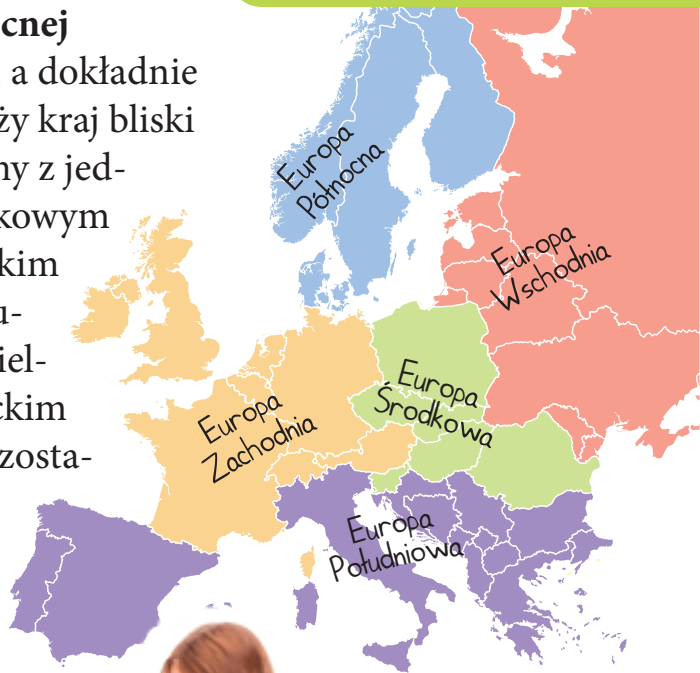 cnej
a dokładnie
ży kraj bliski
ny z jed-
kowym
kim
u-
iel-
ckim
zosta-
Europa
Północna
Europa
Wschodnia
Europa
Środkowa
Europa
Zachodnia
Europa
Południowa